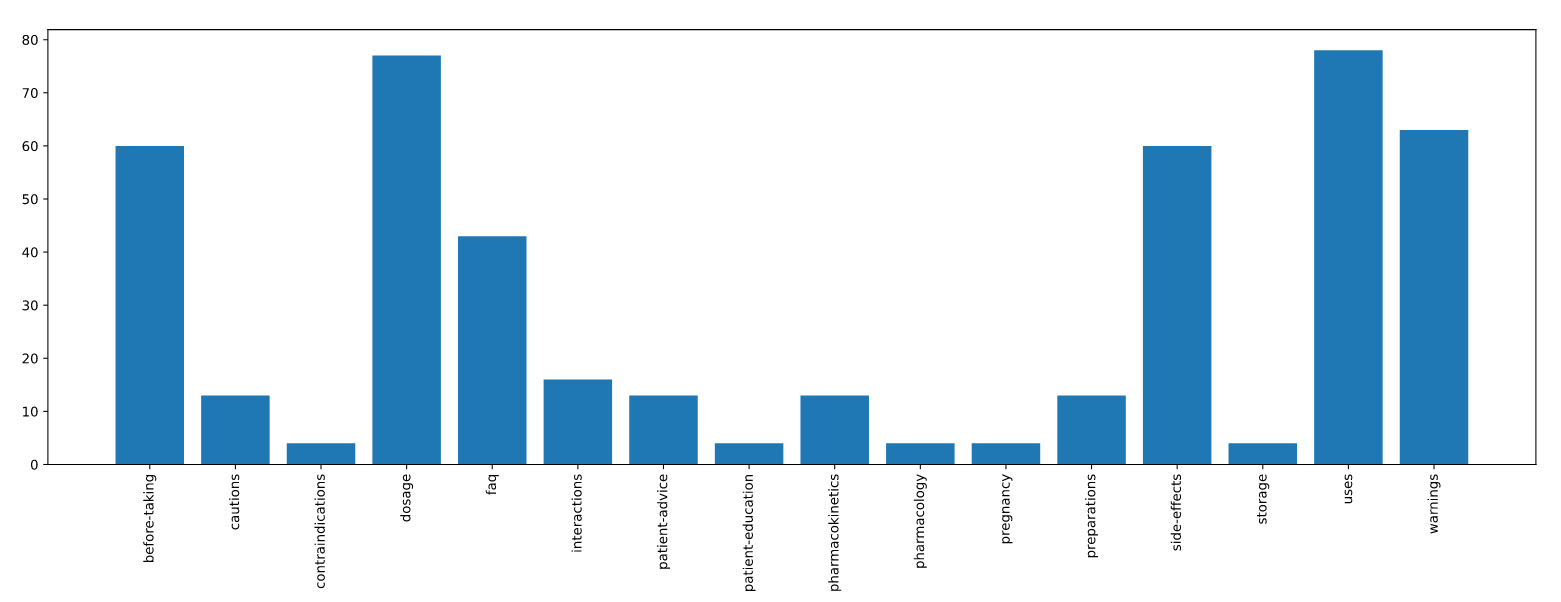 80
70
60
50
40
30
20
10
0
before-taking
cautions
contraindications
dosage
faq
interactions
patient-advice
patient-education
pharmacokinetics
pharmacology
pregnancy
preparations
side-effects
storage
uses
warnings